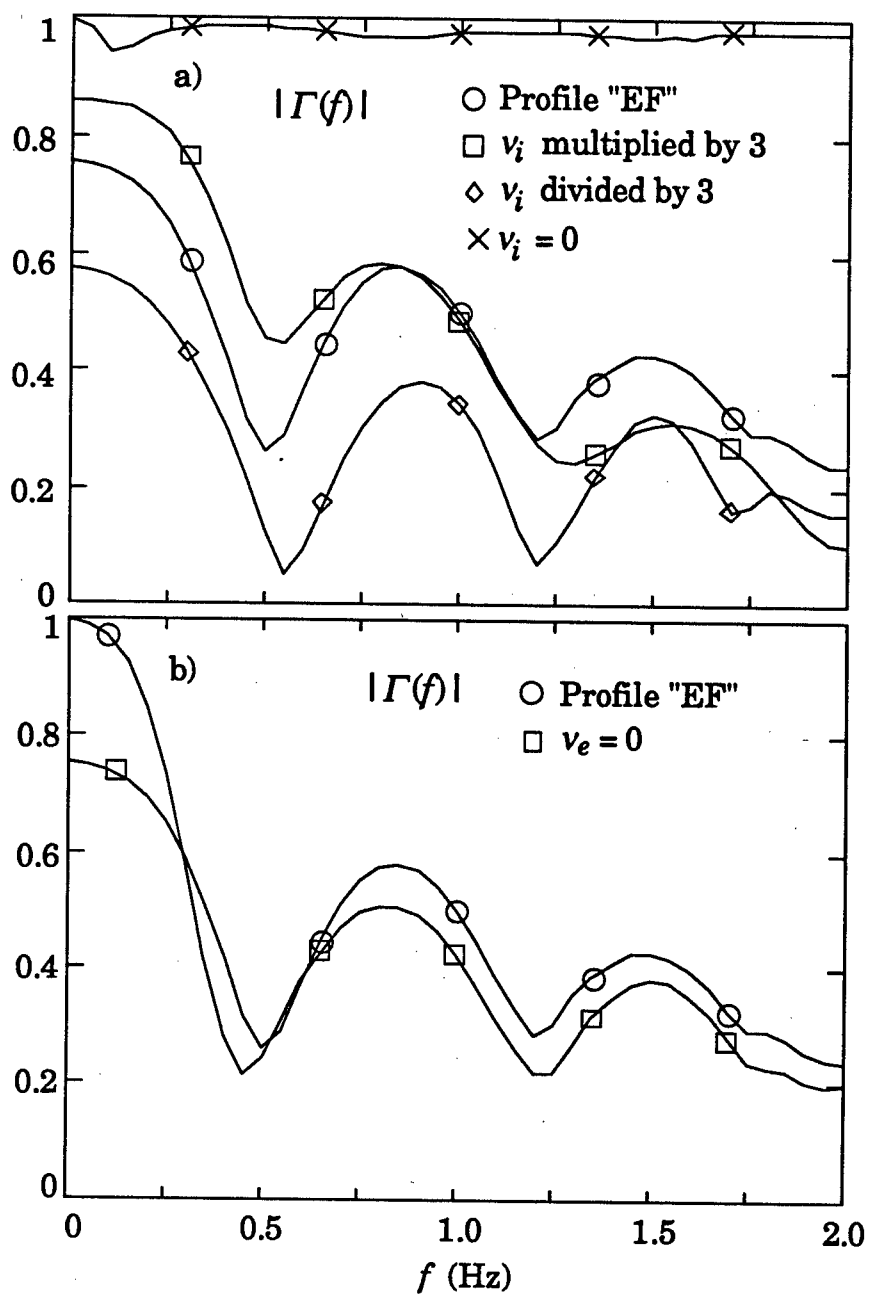 1
a)
|Γ(f)|
○ Profile "EF"
□ νi multiplied by 3
◇ νi divided by 3
× νi = 0
0.8
0.6
0.4
0.2
0
1
b)
|Γ(f)|
○ Profile "EF"
□ νe = 0
0.8
0.6
0.4
0.2
0
0 0.5 1.0 1.5 2.0
f (Hz)